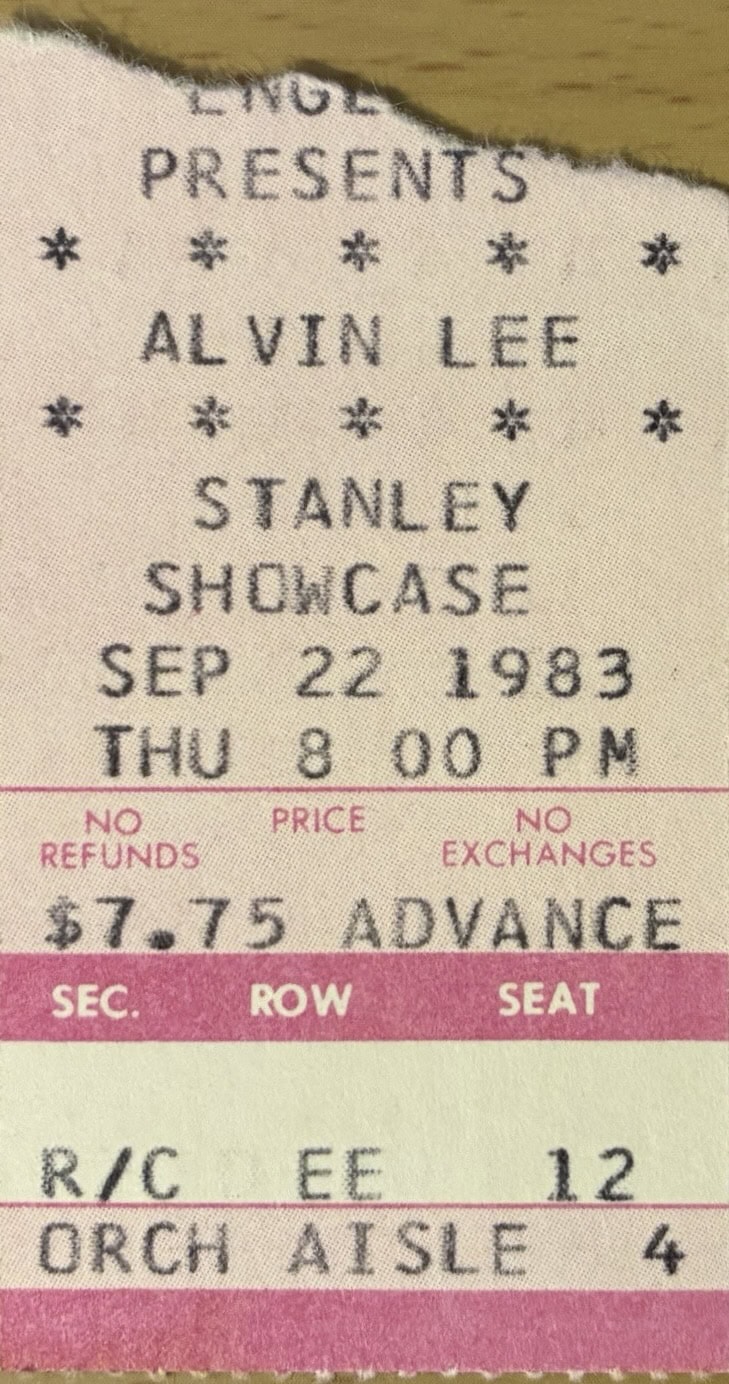 PRESENTS
* * * * *
ALVIN LEE
* * * * *
STANLEY
SHOWCASE
SEP 22 1983
THU 8 00 PM
NO REFUNDS PRICE NO EXCHANGES
$7.75 ADVANCE
SEC. ROW SEAT
R/C EE 12
ORCH AISLE 4